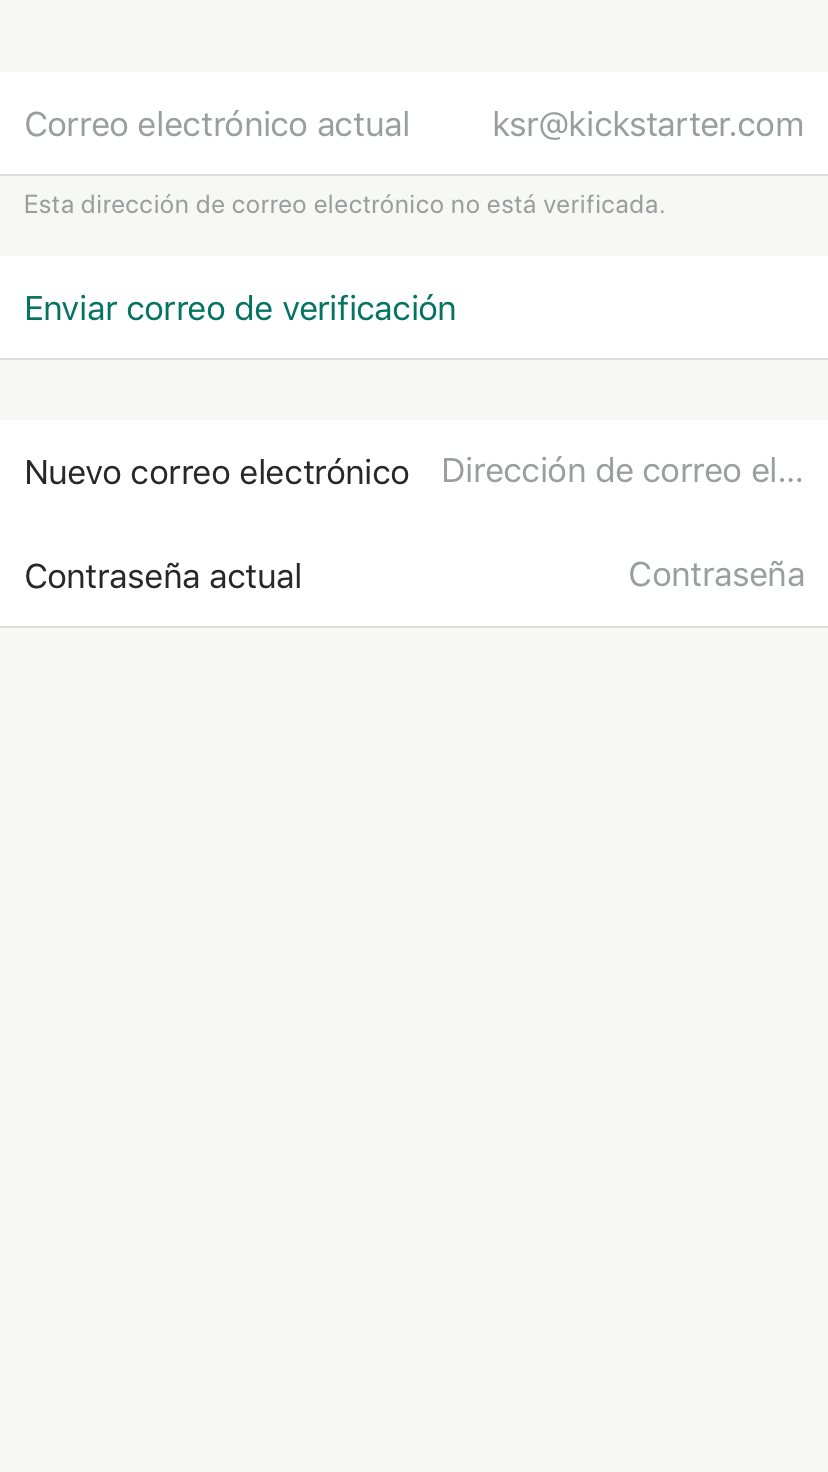 Correo electrónico actual ksr@kickstarter.com
Esta dirección de correo electrónico no está verificada.
Enviar correo de verificación
Nuevo correo electrónico Dirección de correo el...
Contraseña actual Contraseña